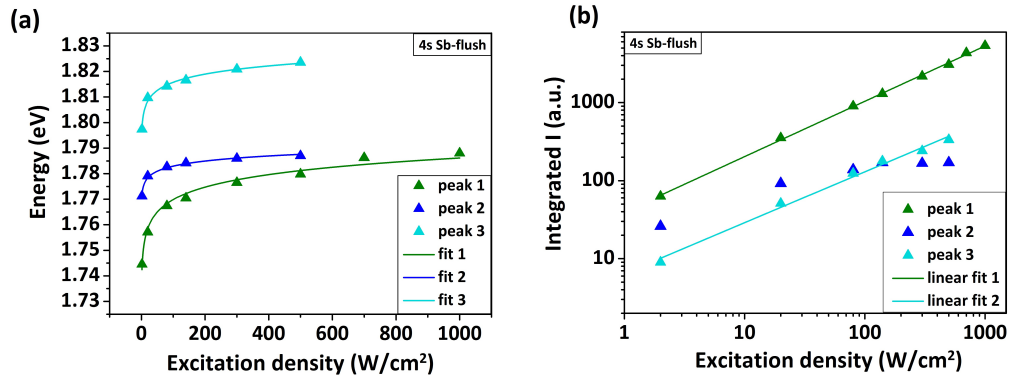 (a)
4s Sb-flush
Energy (eV)
1.83
1.82
1.81
1.80
1.79
1.78
1.77
1.76
1.75
1.74
1.73
peak 1
peak 2
peak 3
fit 1
fit 2
fit 3
0 200 400 600 800 1000
Excitation density (W/cm²)
(b)
4s Sb-flush
Integrated I (a.u.)
1000
100
10
peak 1
peak 2
peak 3
linear fit 1
linear fit 2
1 10 100 1000
Excitation density (W/cm²)